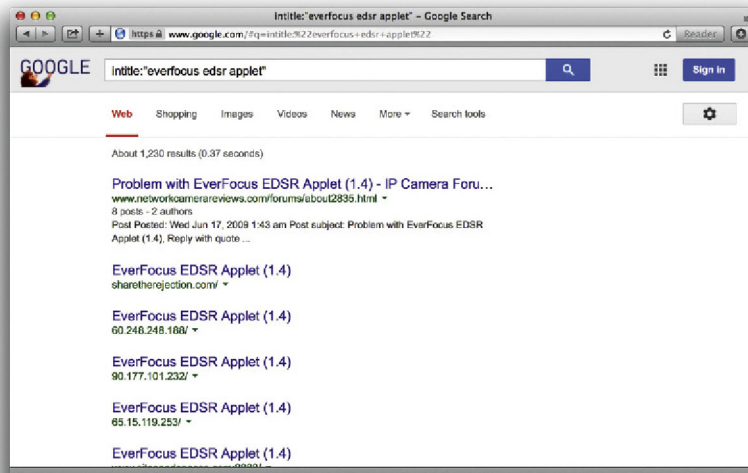 intitle:"everfocus edsr applet" – Google Search
https www.google.com/#q=intitle:%22everfocus+edsr+applet%22
Reader
GOOGLE
intitle:"everfocus edsr applet"
Sign in
Web Shopping Images Videos News More Search tools
About 1,230 results (0.37 seconds)
Problem with EverFocus EDSR Applet (1.4) - IP Camera Foru...
www.networkcamerareviews.com/forums/about2835.html
8 posts - 2 authors
Post Posted: Wed Jun 17, 2009 1:43 am Post subject: Problem with EverFocus EDSR
Applet (1.4), Reply with quote ...
EverFocus EDSR Applet (1.4)
sharetherejection.com/
EverFocus EDSR Applet (1.4)
60.248.248.188/
EverFocus EDSR Applet (1.4)
90.177.101.232/
EverFocus EDSR Applet (1.4)
65.15.119.253/
EverFocus EDSR Applet (1.4)